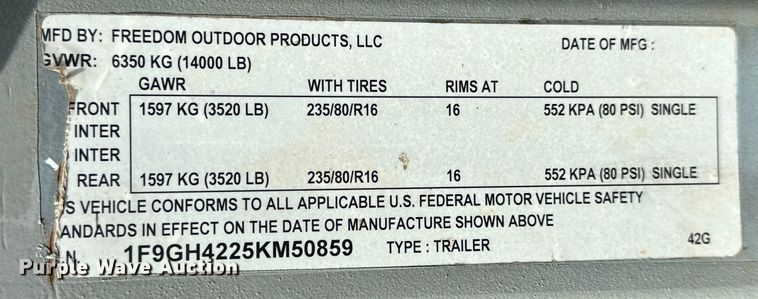 MFD BY: FREEDOM OUTDOOR PRODUCTS, LLC DATE OF MFG :
GVWR: 6350 KG (14000 LB)
GAWR WITH TIRES RIMS AT COLD
FRONT 1597 KG (3520 LB) 235/80/R16 16 552 KPA (80 PSI) SINGLE
INTER
INTER
REAR 1597 KG (3520 LB) 235/80/R16 16 552 KPA (80 PSI) SINGLE
S VEHICLE CONFORMS TO ALL APPLICABLE U.S. FEDERAL MOTOR VEHICLE SAFETY
ANDARDS IN EFFECT ON THE DATE OF MANUFACTURE SHOWN ABOVE
N. 1F9GH4225KM50859 TYPE : TRAILER 42G
Purple Wave Auction